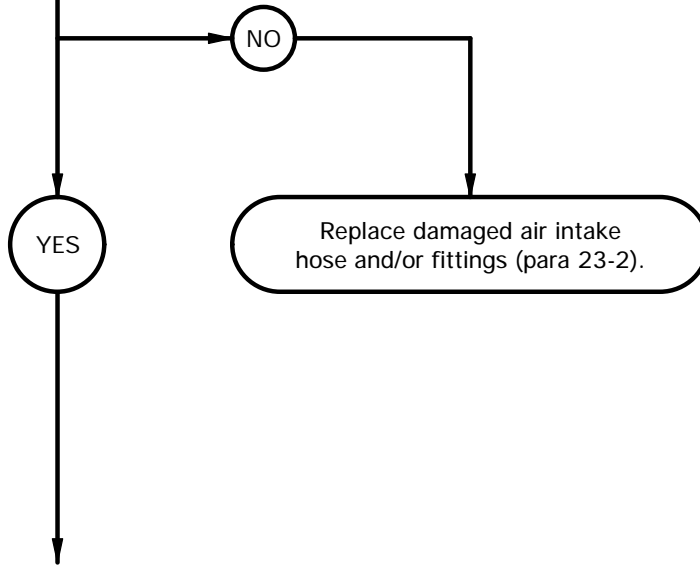 NO
YES
Replace damaged air intake
hose and/or fittings (para 23-2).